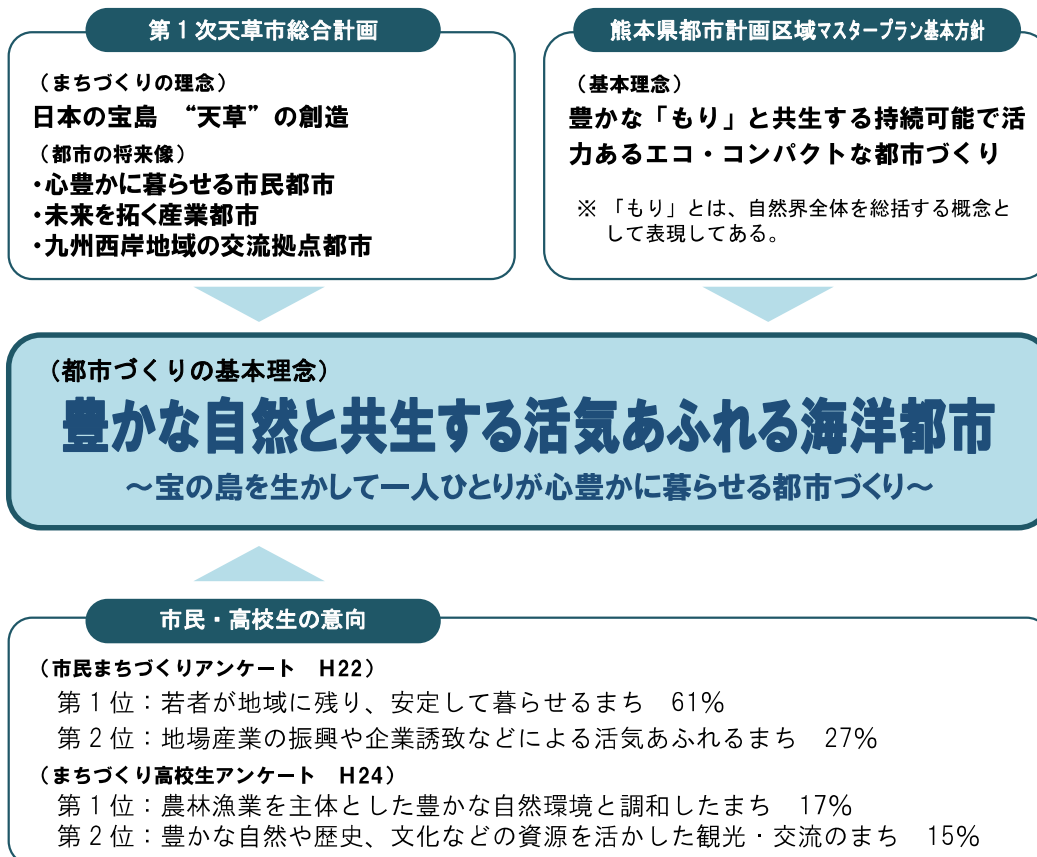 第1次天草市総合計画
（まちづくりの理念）
日本の宝島　“天草”の創造
（都市の将来像）
・心豊かに暮らせる市民都市
・未来を拓く産業都市
・九州西岸地域の交流拠点都市
熊本県都市計画区域マスタープラン基本方針
（基本理念）
豊かな「もり」と共生する持続可能で活
力あるエコ・コンパクトな都市づくり
※　「もり」とは、自然界全体を総括する概念と
して表現してある。
（都市づくりの基本理念）
豊かな自然と共生する活気あふれる海洋都市
～宝の島を生かして一人ひとりが心豊かに暮らせる都市づくり～
市民・高校生の意向
（市民まちづくりアンケート　H22）
第1位：若者が地域に残り、安定して暮らせるまち　61%
第2位：地場産業の振興や企業誘致などによる活気あふれるまち　27%
（まちづくり高校生アンケート　H24）
第1位：農林漁業を主体とした豊かな自然環境と調和したまち　17%
第2位：豊かな自然や歴史、文化などの資源を活かした観光・交流のまち　15%